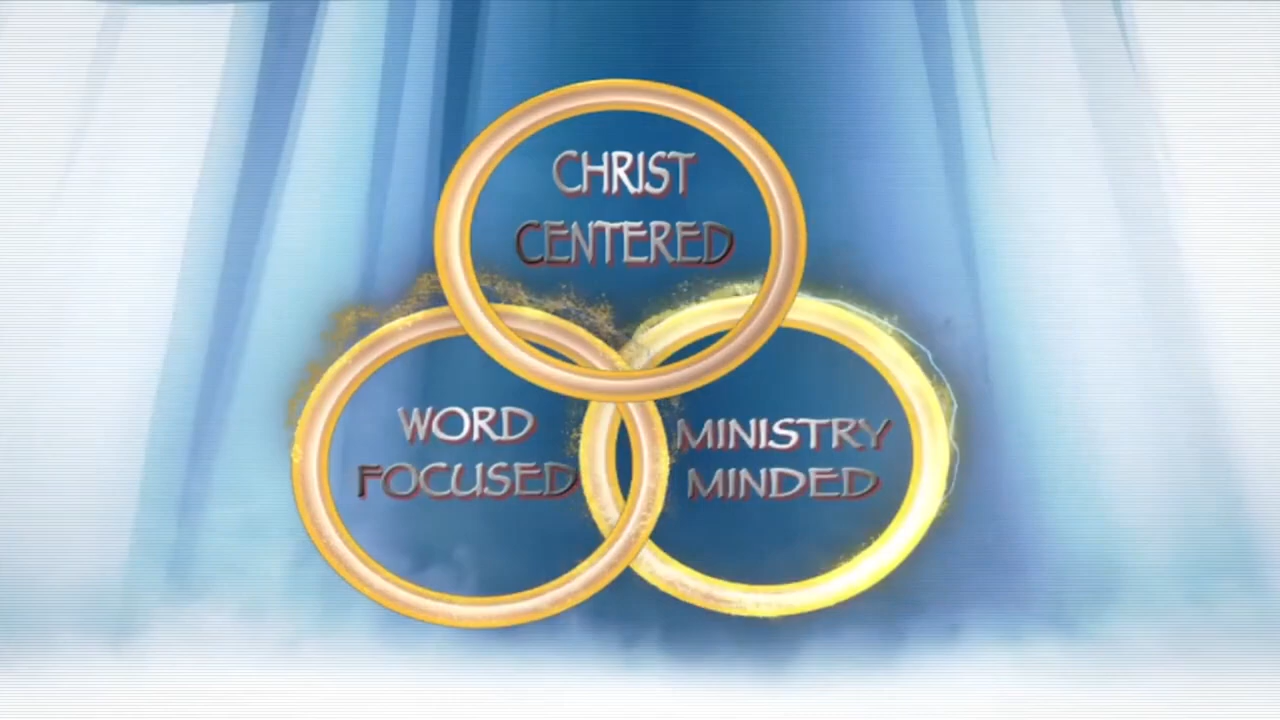 CHRIST
CENTERED
WORD
FOCUSED
MINISTRY
MINDED